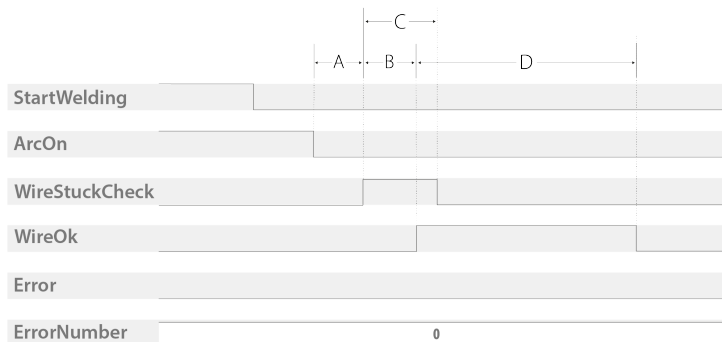 C
A B D
StartWelding
ArcOn
WireStuckCheck
WireOk
Error
ErrorNumber 0